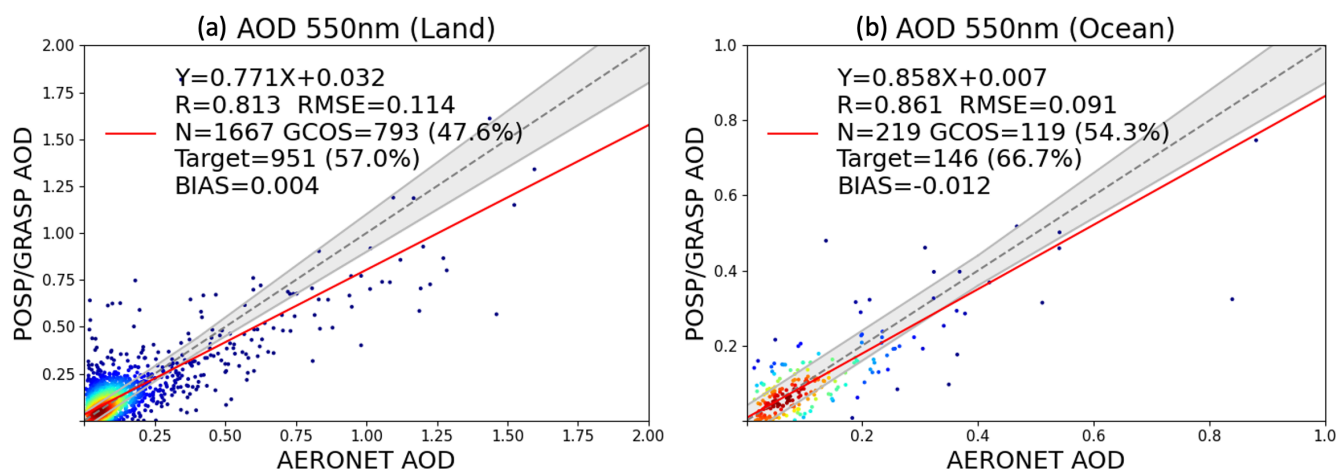 (a) AOD 550nm (Land)
2.00
1.75
1.50
1.25
1.00
0.75
0.50
0.25
POSP/GRASP AOD
Y=0.771X+0.032
R=0.813 RMSE=0.114
N=1667 GCOS=793 (47.6%)
Target=951 (57.0%)
BIAS=0.004
0.25 0.50 0.75 1.00 1.25 1.50 1.75 2.00
AERONET AOD
(b) AOD 550nm (Ocean)
1.0
0.8
0.6
0.4
0.2
POSP/GRASP AOD
Y=0.858X+0.007
R=0.861 RMSE=0.091
N=219 GCOS=119 (54.3%)
Target=146 (66.7%)
BIAS=-0.012
0.2 0.4 0.6 0.8 1.0
AERONET AOD